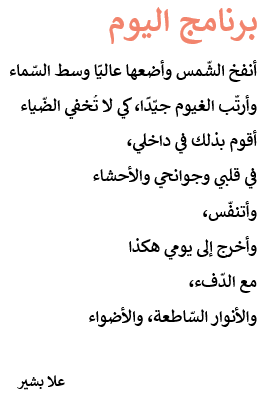 برنامج اليوم
أنفخ الشّمس وأضعها عاليًا وسط السّماء
وأرتّب الغيوم جيّدًا، كي لا تُخفي الضّياء
أقوم بذلك في داخلي،
في قلبي وجوانحي والأحشاء
وأتنفّس،
وأخرج إلى يومي هكذا
مع الدّفء،
والأنوار السّاطعة، والأضواء
علا بشير